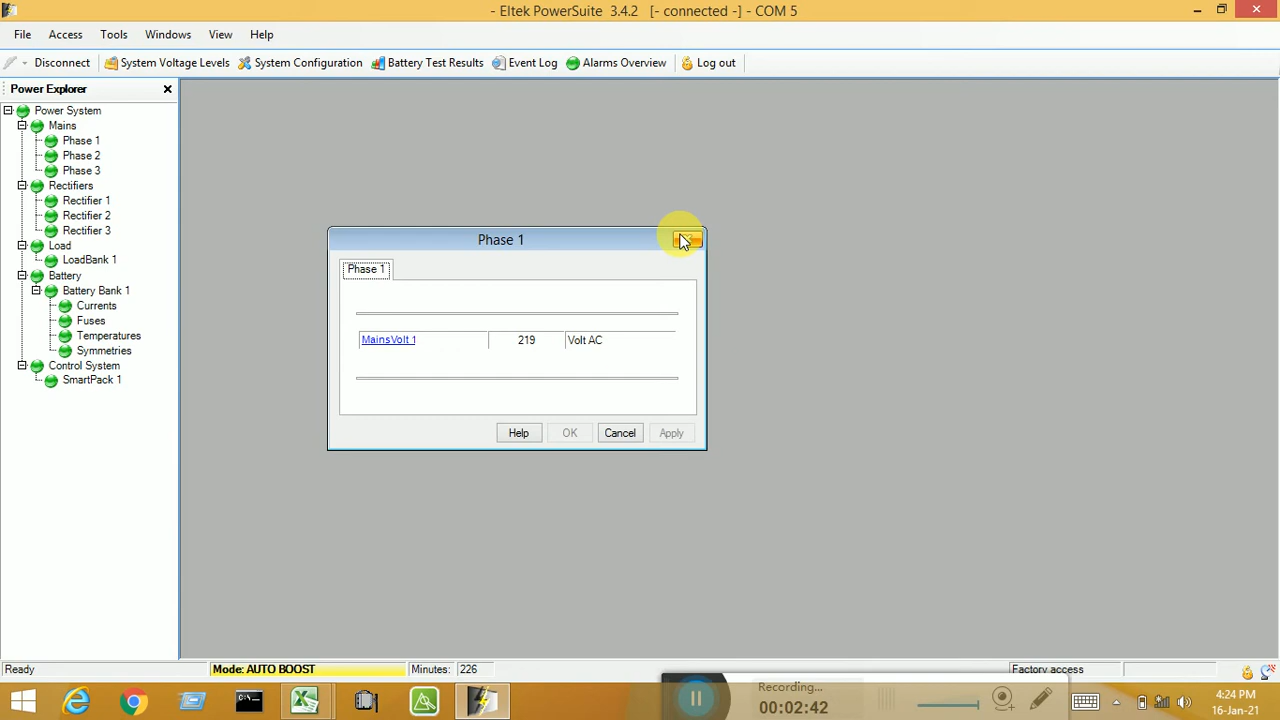 - Eltek PowerSuite 3.4.2 [- connected -] - COM 5
File Access Tools Windows View Help
Disconnect System Voltage Levels System Configuration Battery Test Results Event Log Alarms Overview Log out
Power Explorer
Power System
Mains
Phase 1
Phase 2
Phase 3
Rectifiers
Rectifier 1
Rectifier 2
Rectifier 3
Load
LoadBank 1
Battery
Battery Bank 1
Currents
Fuses
Temperatures
Symmetries
Control System
SmartPack 1
Phase 1
Phase 1
MainsVolt 1 219 Volt AC
Help OK Cancel Apply
Ready Mode: AUTO BOOST Minutes: 226 Factory access
Recording...
00:02:42
4:24 PM
16-Jan-21